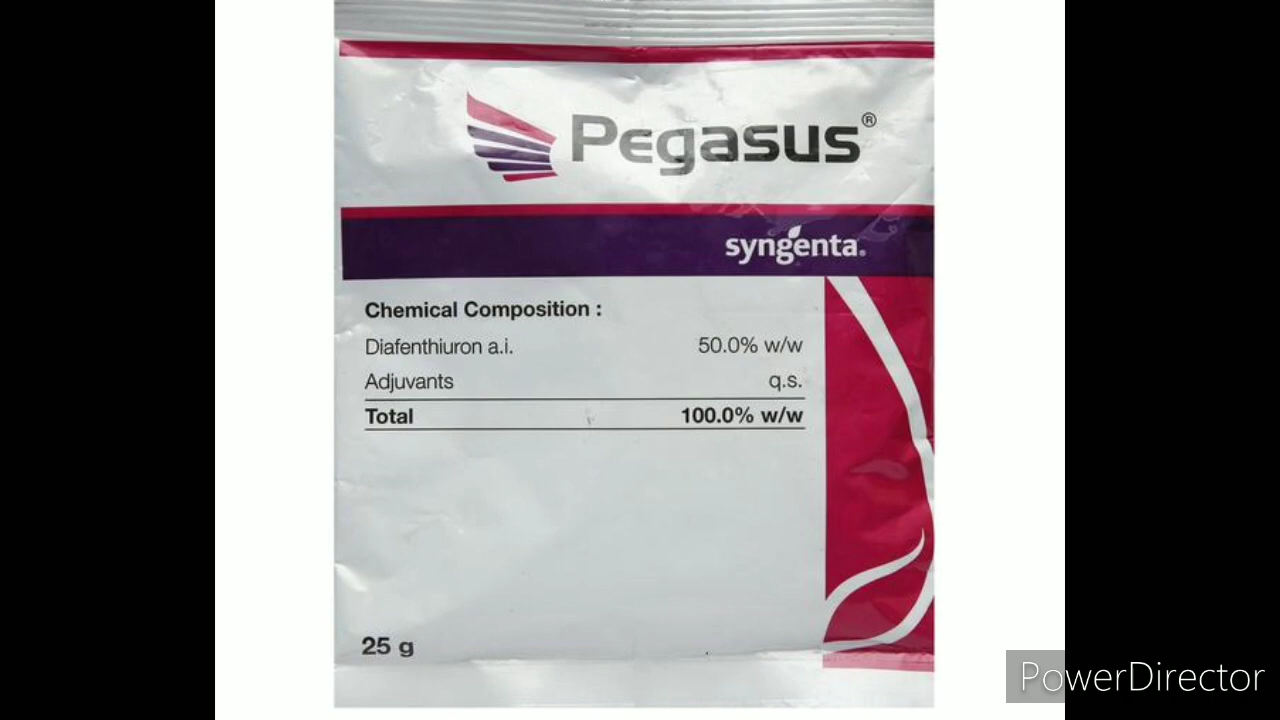 Pegasus®
syngenta®
Chemical Composition :
Diafenthiuron a.i. 50.0% w/w
Adjuvants q.s.
Total 100.0% w/w
25 g
PowerDirector